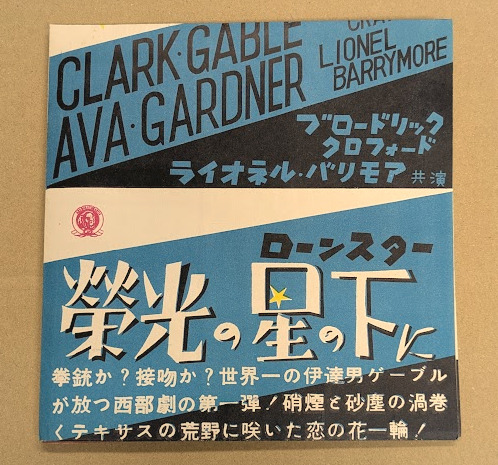 CLARK·GABLE
AVA·GARDNER
LIONEL
BARRYMORE
ブロードリック
クロフォード
ライオネル·バリモア 共演
ローンスター
榮光の星の下に
拳銃か?接吻か?世界一の伊達男ゲーブル
が放つ西部劇の第一弾!硝煙と砂塵の渦巻
くテキサスの荒野に咲いた恋の花一輪!